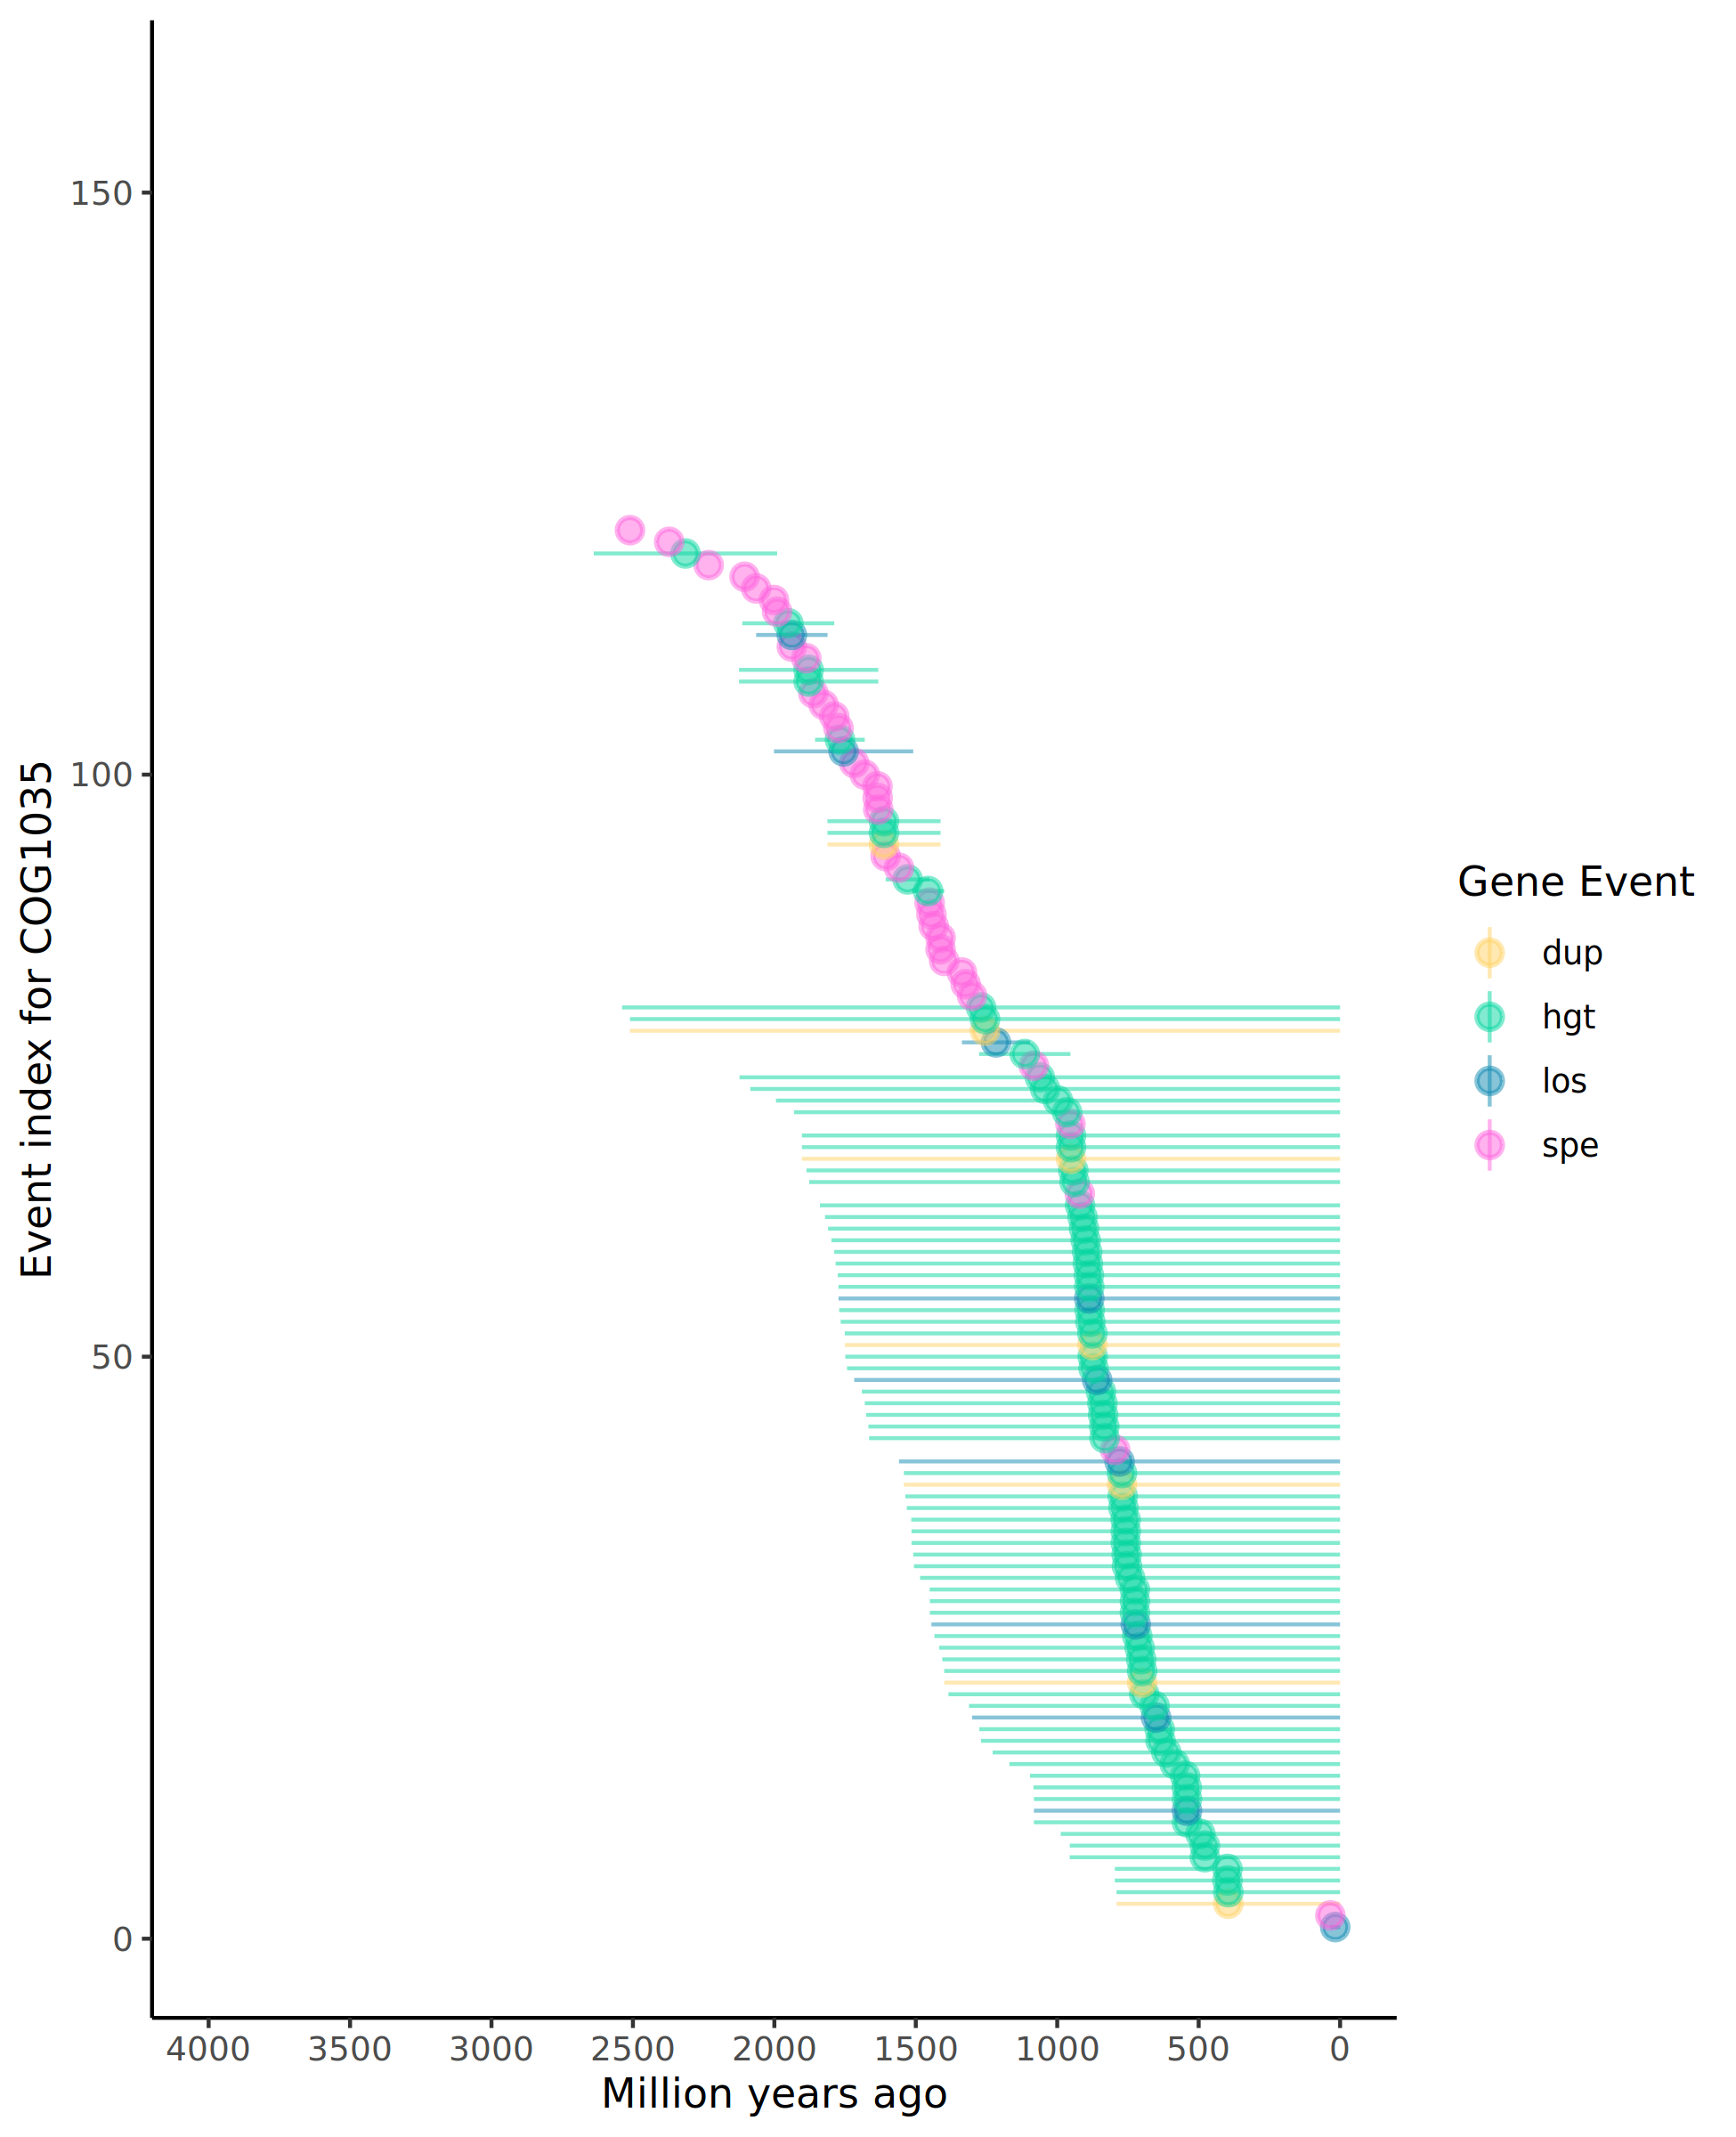 Event index for COG1035
150
100
50
0
4000 3500 3000 2500 2000 1500 1000 500 0
Million years ago
Gene Event
dup
hgt
los
spe